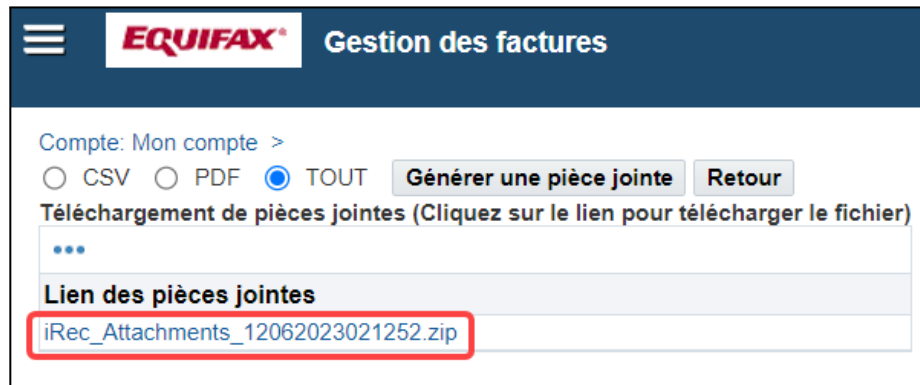 EQUIFAX® Gestion des factures
Compte: Mon compte >
CSV PDF TOUT Générer une pièce jointe Retour
Téléchargement de pièces jointes (Cliquez sur le lien pour télécharger le fichier)
Lien des pièces jointes
iRec_Attachments_12062023021252.zip